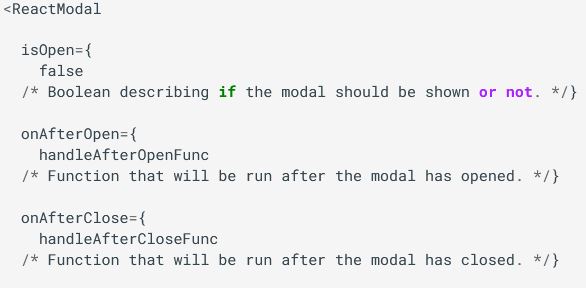 <ReactModal
isOpen={
false
/* Boolean describing if the modal should be shown or not. */}
onAfterOpen={
handleAfterOpenFunc
/* Function that will be run after the modal has opened. */}
onAfterClose={
handleAfterCloseFunc
/* Function that will be run after the modal has closed. */}